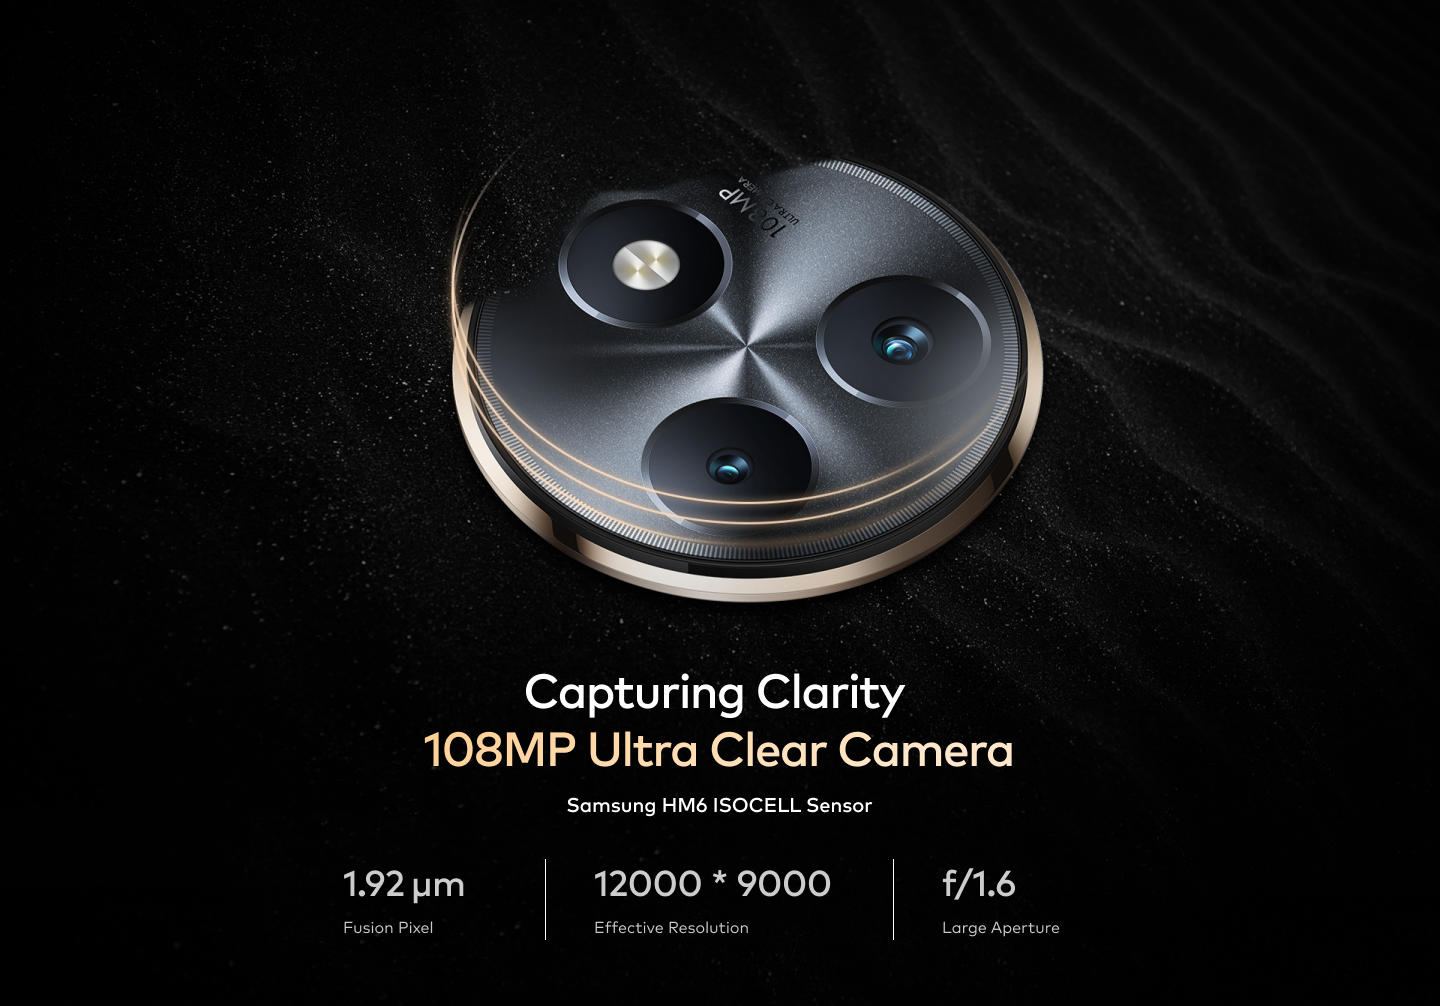 108MP
Capturing Clarity
108MP Ultra Clear Camera
Samsung HM6 ISOCELL Sensor
1.92 µm
Fusion Pixel
12000 * 9000
Effective Resolution
f/1.6
Large Aperture